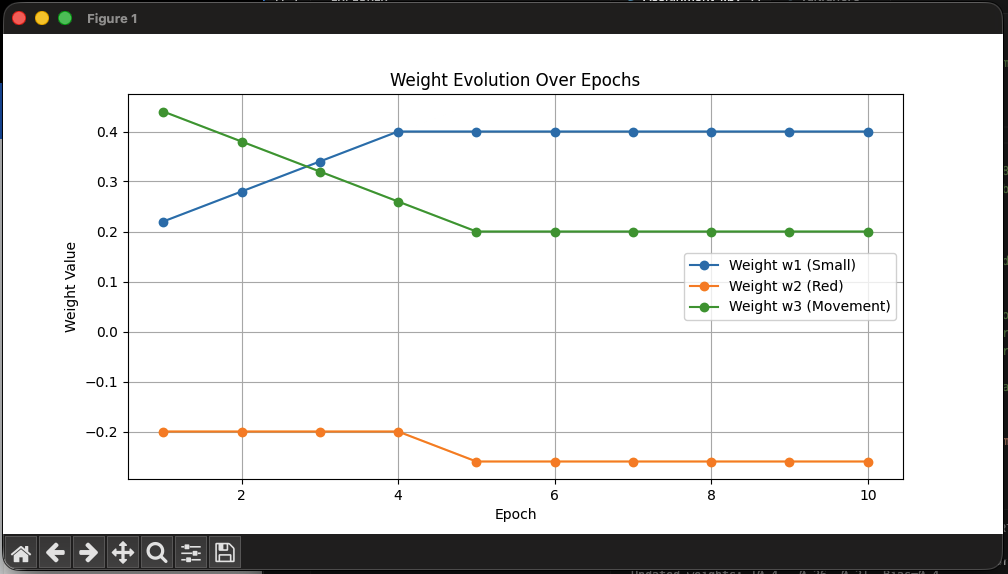 Figure 1
Weight Evolution Over Epochs
0.4
0.3
0.2
0.1
0.0
−0.1
−0.2
Weight Value
Weight w1 (Small)
Weight w2 (Red)
Weight w3 (Movement)
2
4
6
8
10
Epoch